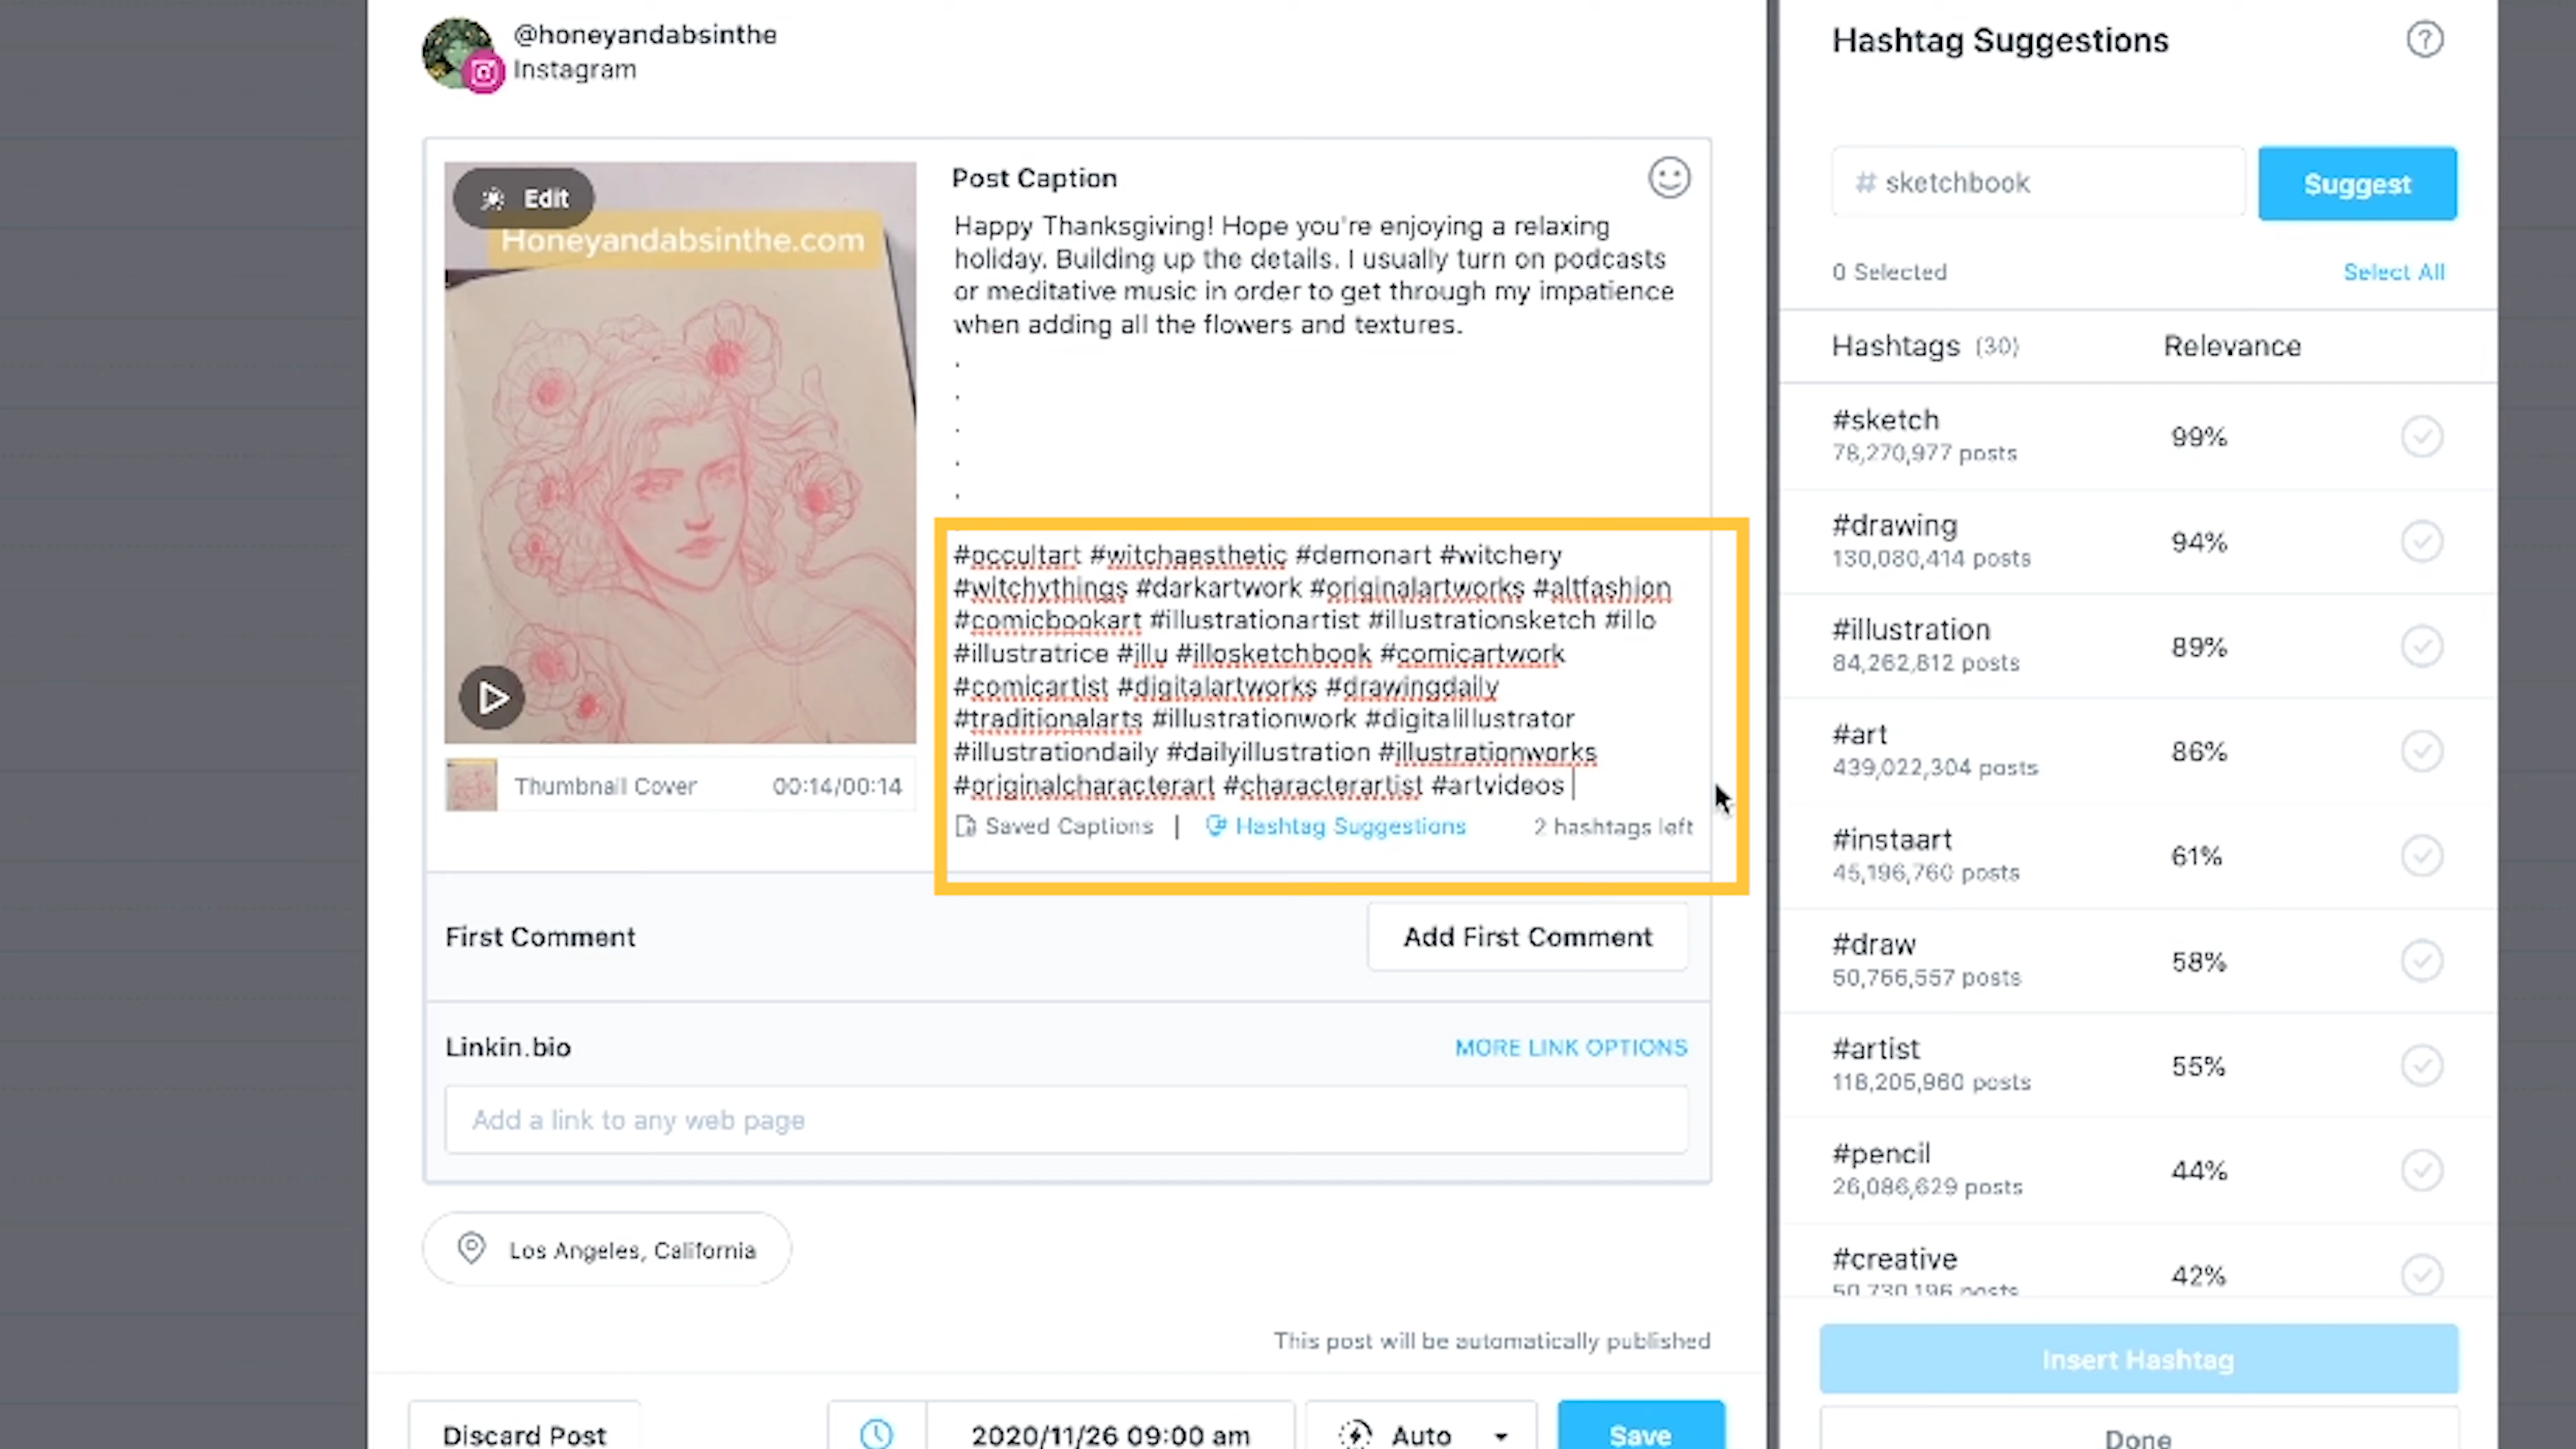 @honeyandabsinthe
Instagram
Edit
Honeyandabsinthe.com
Thumbnail Cover 00:14/00:14
Post Caption
Happy Thanksgiving! Hope you're enjoying a relaxing
holiday. Building up the details. I usually turn on podcasts
or meditative music in order to get through my impatience
when adding all the flowers and textures.
.
.
.
.
.
#occultart #witchaesthetic #demonart #witchery
#witchythings #darkartwork #originalartworks #altfashion
#comicbookart #illustrationartist #illustrationsketch #illo
#illustratrice #illu #illosketchbook #comicartwork
#comicartist #digitalartworks #drawingdaily
#traditionalarts #illustrationwork #digitalillustrator
#illustrationdaily #dailyillustration #illustrationworks
#originalcharacterart #characterartist #artvideos
Saved Captions | Hashtag Suggestions 2 hashtags left
First Comment Add First Comment
Linkin.bio MORE LINK OPTIONS
Add a link to any web page
Los Angeles, California
This post will be automatically published
Discard Post 2020/11/26 09:00 am Auto Save
Hashtag Suggestions ?
# sketchbook Suggest
0 Selected Select All
Hashtags (30) Relevance
#sketch 99%
78,270,977 posts
#drawing 94%
130,080,414 posts
#illustration 89%
84,262,812 posts
#art 86%
439,022,304 posts
#instaart 61%
45,196,760 posts
#draw 58%
50,766,557 posts
#artist 55%
118,205,960 posts
#pencil 44%
26,086,629 posts
#creative 42%
50,730,196 posts
Insert Hashtag
Done